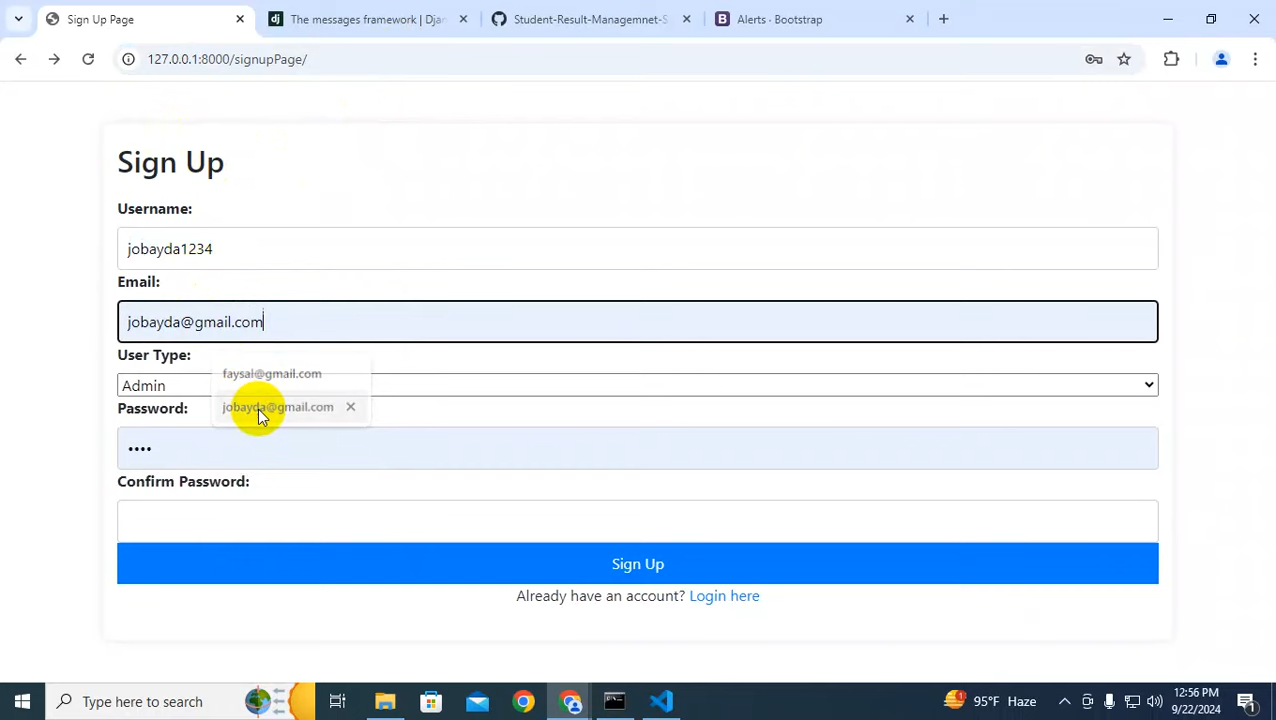 Sign Up Page
The messages framework | Djan
Student-Result-Managemnet-S
Alerts · Bootstrap
127.0.0.1:8000/signupPage/
Sign Up
Username:
jobayda1234
Email:
jobayda@gmail.com
User Type:
faysal@gmail.com
Admin
jobayda@gmail.com
Password:
••••
Confirm Password:
Sign Up
Already have an account? Login here
Type here to search
95°F Haze
12:56 PM
9/22/2024